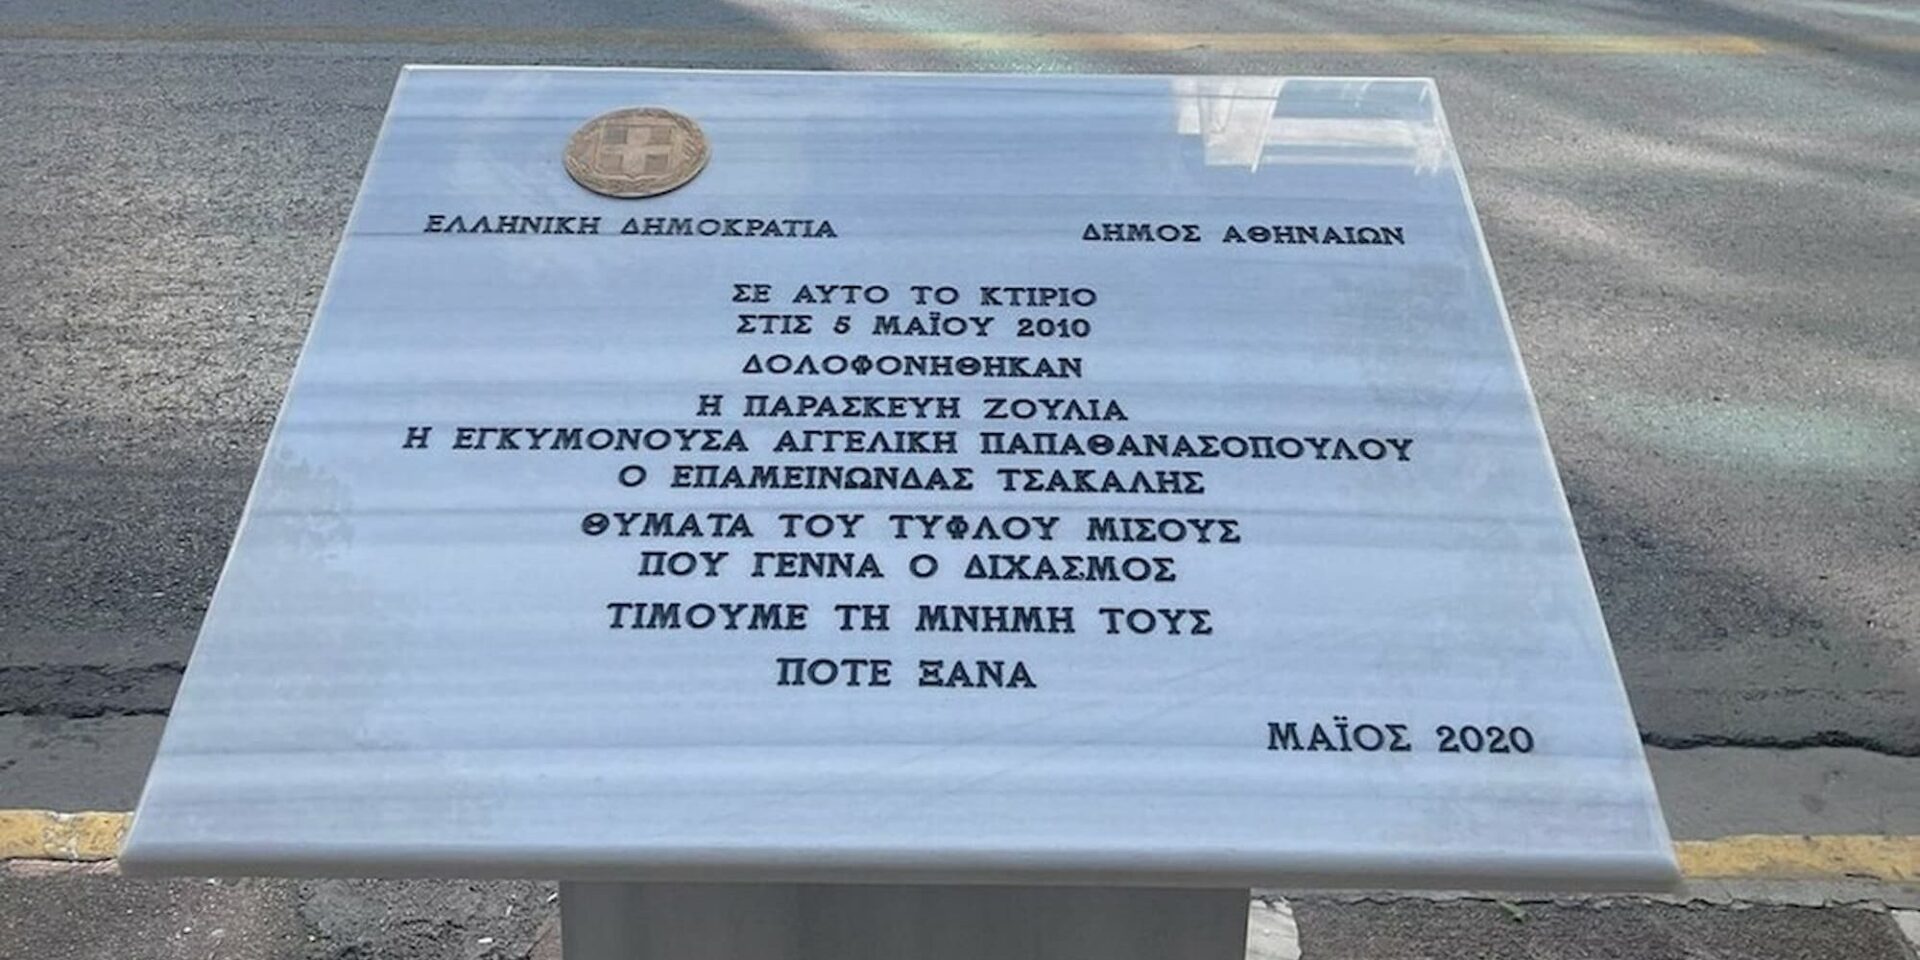 ΕΛΛΗΝΙΚΗ ΔΗΜΟΚΡΑΤΙΑ
ΔΗΜΟΣ ΑΘΗΝΑΙΩΝ
ΣΕ ΑΥΤΟ ΤΟ ΚΤΙΡΙΟ
ΣΤΙΣ 5 ΜΑΪΟΥ 2010
ΔΟΛΟΦΟΝΗΘΗΚΑΝ
Η ΠΑΡΑΣΚΕΥΗ ΖΟΥΛΙΑ
Η ΕΓΚΥΜΟΝΟΥΣΑ ΑΓΓΕΛΙΚΗ ΠΑΠΑΘΑΝΑΣΟΠΟΥΛΟΥ
Ο ΕΠΑΜΕΙΝΩΝΔΑΣ ΤΣΑΚΑΛΗΣ
ΘΥΜΑΤΑ ΤΟΥ ΤΥΦΛΟΥ ΜΙΣΟΥΣ
ΠΟΥ ΓΕΝΝΑ Ο ΔΙΧΑΣΜΟΣ
ΤΙΜΟΥΜΕ ΤΗ ΜΝΗΜΗ ΤΟΥΣ
ΠΟΤΕ ΞΑΝΑ
ΜΑΪΟΣ 2020